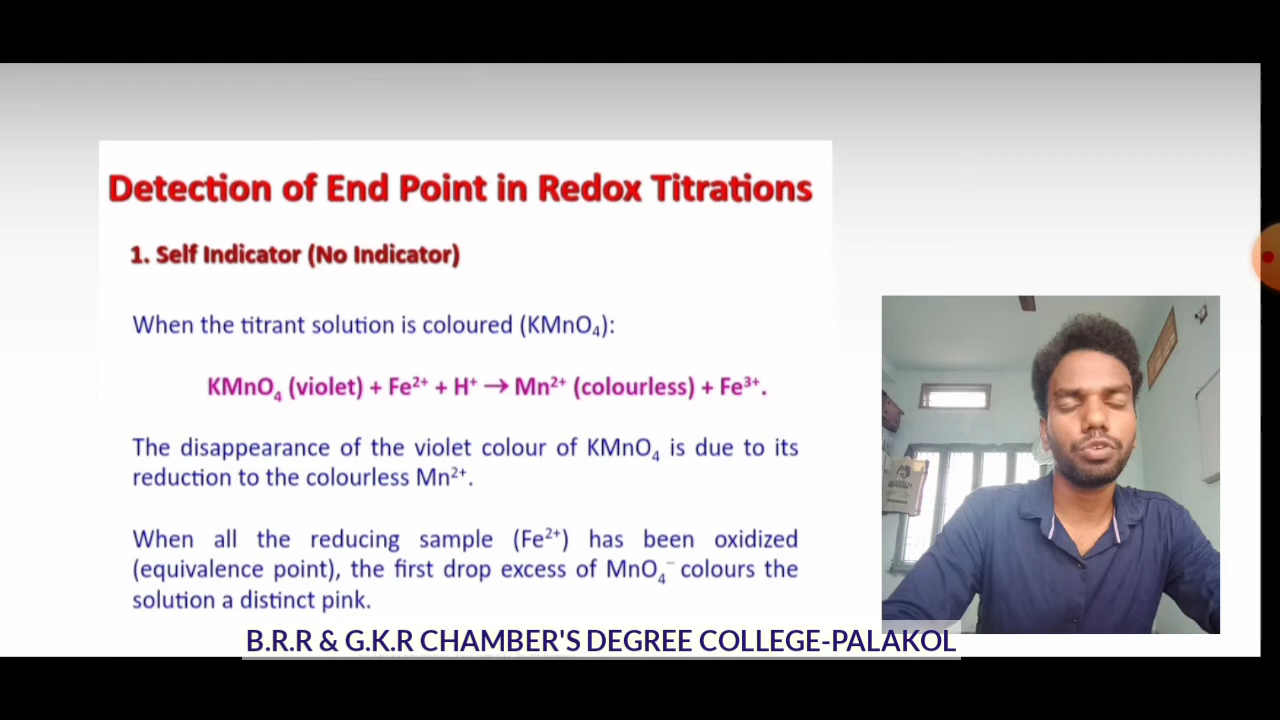 Detection of End Point in Redox Titrations
1. Self Indicator (No Indicator)
When the titrant solution is coloured (KMnO₄):
KMnO₄ (violet) + Fe²⁺ + H⁺ → Mn²⁺ (colourless) + Fe³⁺.
The disappearance of the violet colour of KMnO₄ is due to its
reduction to the colourless Mn²⁺.
When all the reducing sample (Fe²⁺) has been oxidized
(equivalence point), the first drop excess of MnO₄⁻ colours the
solution a distinct pink.
B.R.R & G.K.R CHAMBER'S DEGREE COLLEGE-PALAKOL